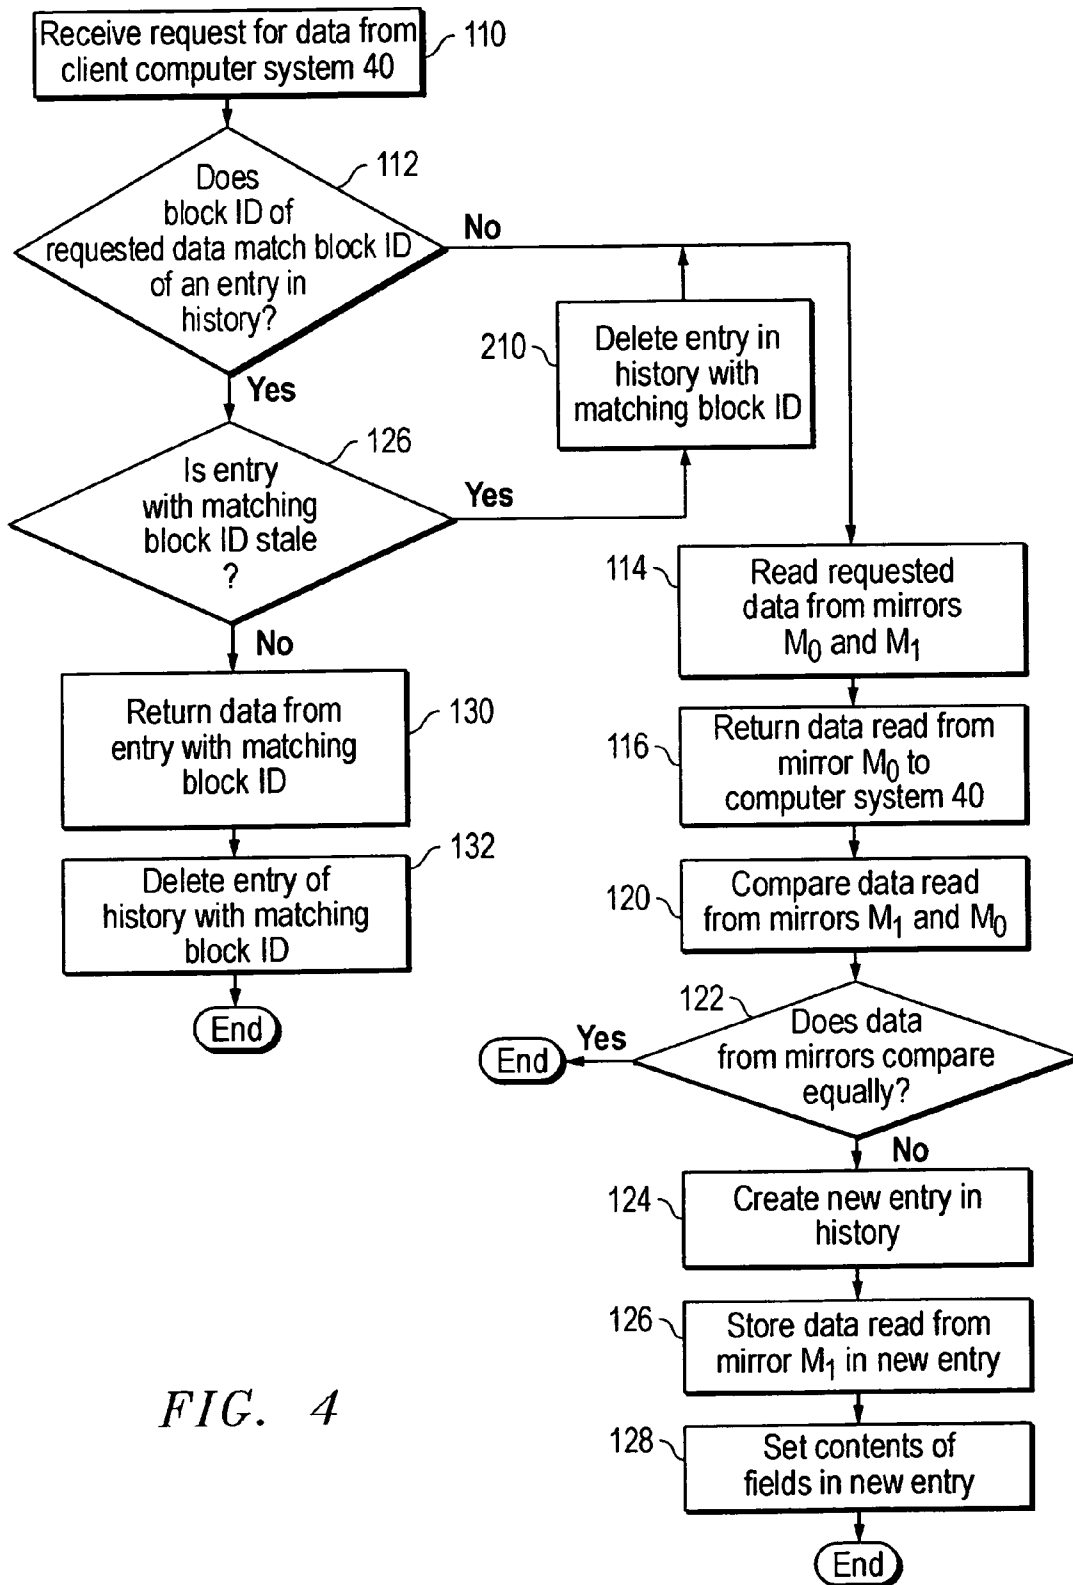 Receive request for data from
client computer system 40
110
Does
block ID of
requested data match block ID
of an entry in
history?
112
No
Yes
210
Delete entry in
history with
matching block ID
Is entry
with matching
block ID stale
?
126
Yes
No
Return data from
entry with matching
block ID
130
Delete entry of
history with matching
block ID
132
End
114
Read requested
data from mirrors
M0 and M1
116
Return data read from
mirror M0 to
computer system 40
120
Compare data read
from mirrors M1 and M0
122
Does data
from mirrors compare
equally?
Yes
End
No
124
Create new entry in
history
126
Store data read from
mirror M1 in new entry
128
Set contents of
fields in new entry
End
FIG. 4